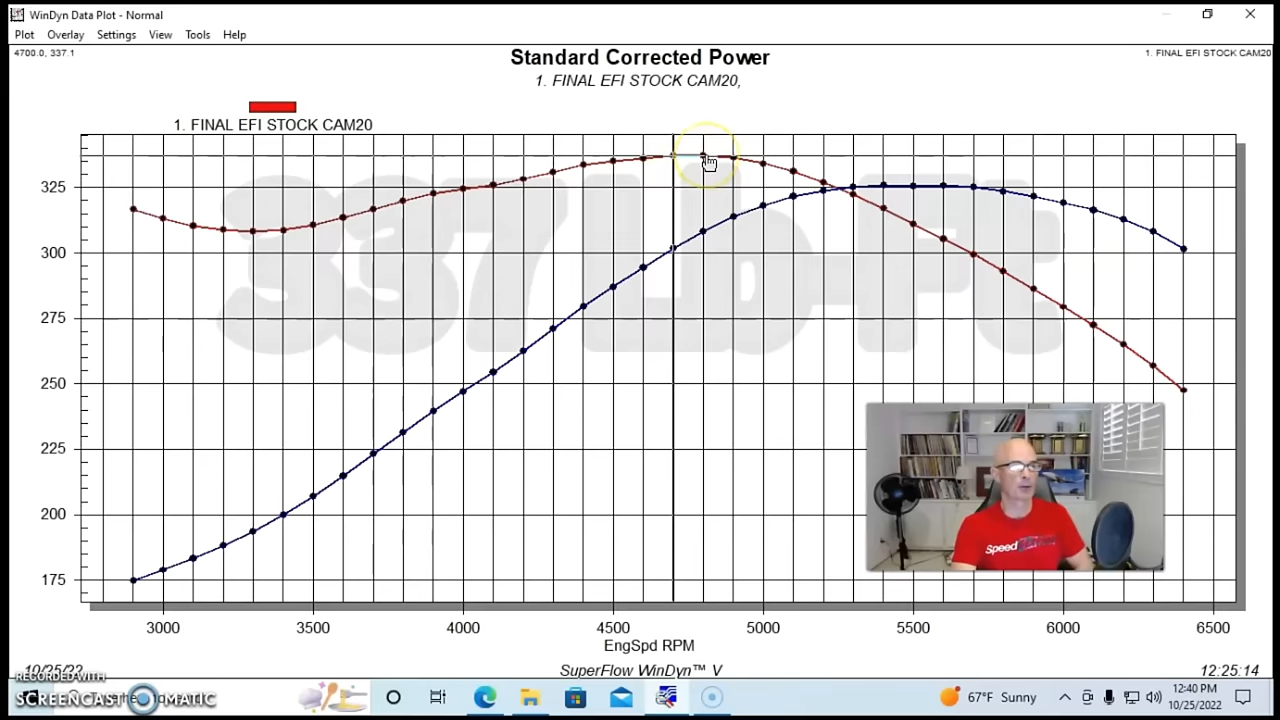 WinDyn Data Plot - Normal
Plot Overlay Settings View Tools Help
4700.0, 337.1
1. FINAL EFI STOCK CAM20
Standard Corrected Power
1. FINAL EFI STOCK CAM20,
1. FINAL EFI STOCK CAM20
337Lb-Ft
325
300
275
250
225
200
175
Speed
3000 3500 4000 4500 5000 5500 6000 6500
EngSpd RPM
10/25/22
SuperFlow WinDyn™ V
12:25:14
RECORDED WITH
SCREENCAST MATIC
67°F Sunny
12:40 PM
10/25/2022